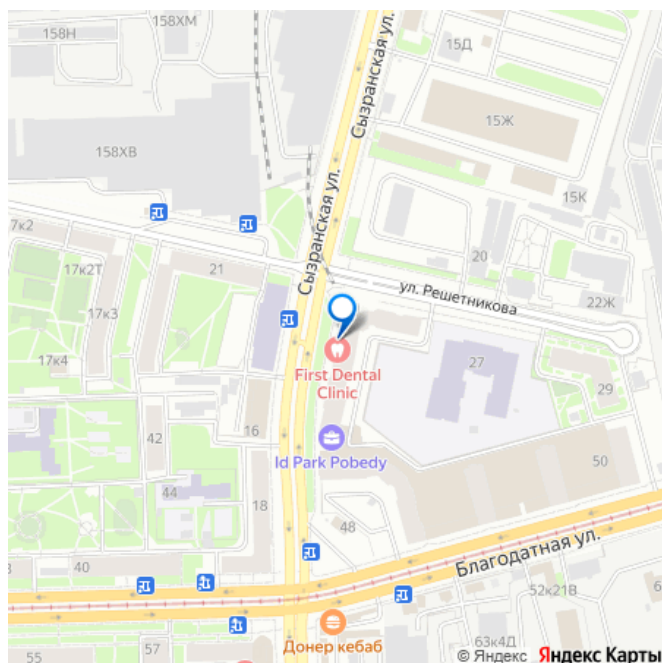 158Н
158ХМ
15Д
Сызранская ул.
15Ж
158ХВ
15К
7к2
17к2Т
21
Сызранская ул.
20
ул. Решетникова
17к3
22Ж
17к4
First Dental
Clinic
27
29
16
42
Id Park Pobedy
50
44
18
48
Благодатная ул.
40
52к21В
55
57
Донер кебаб
63к4Д
© Яндекс Яндекс Карты